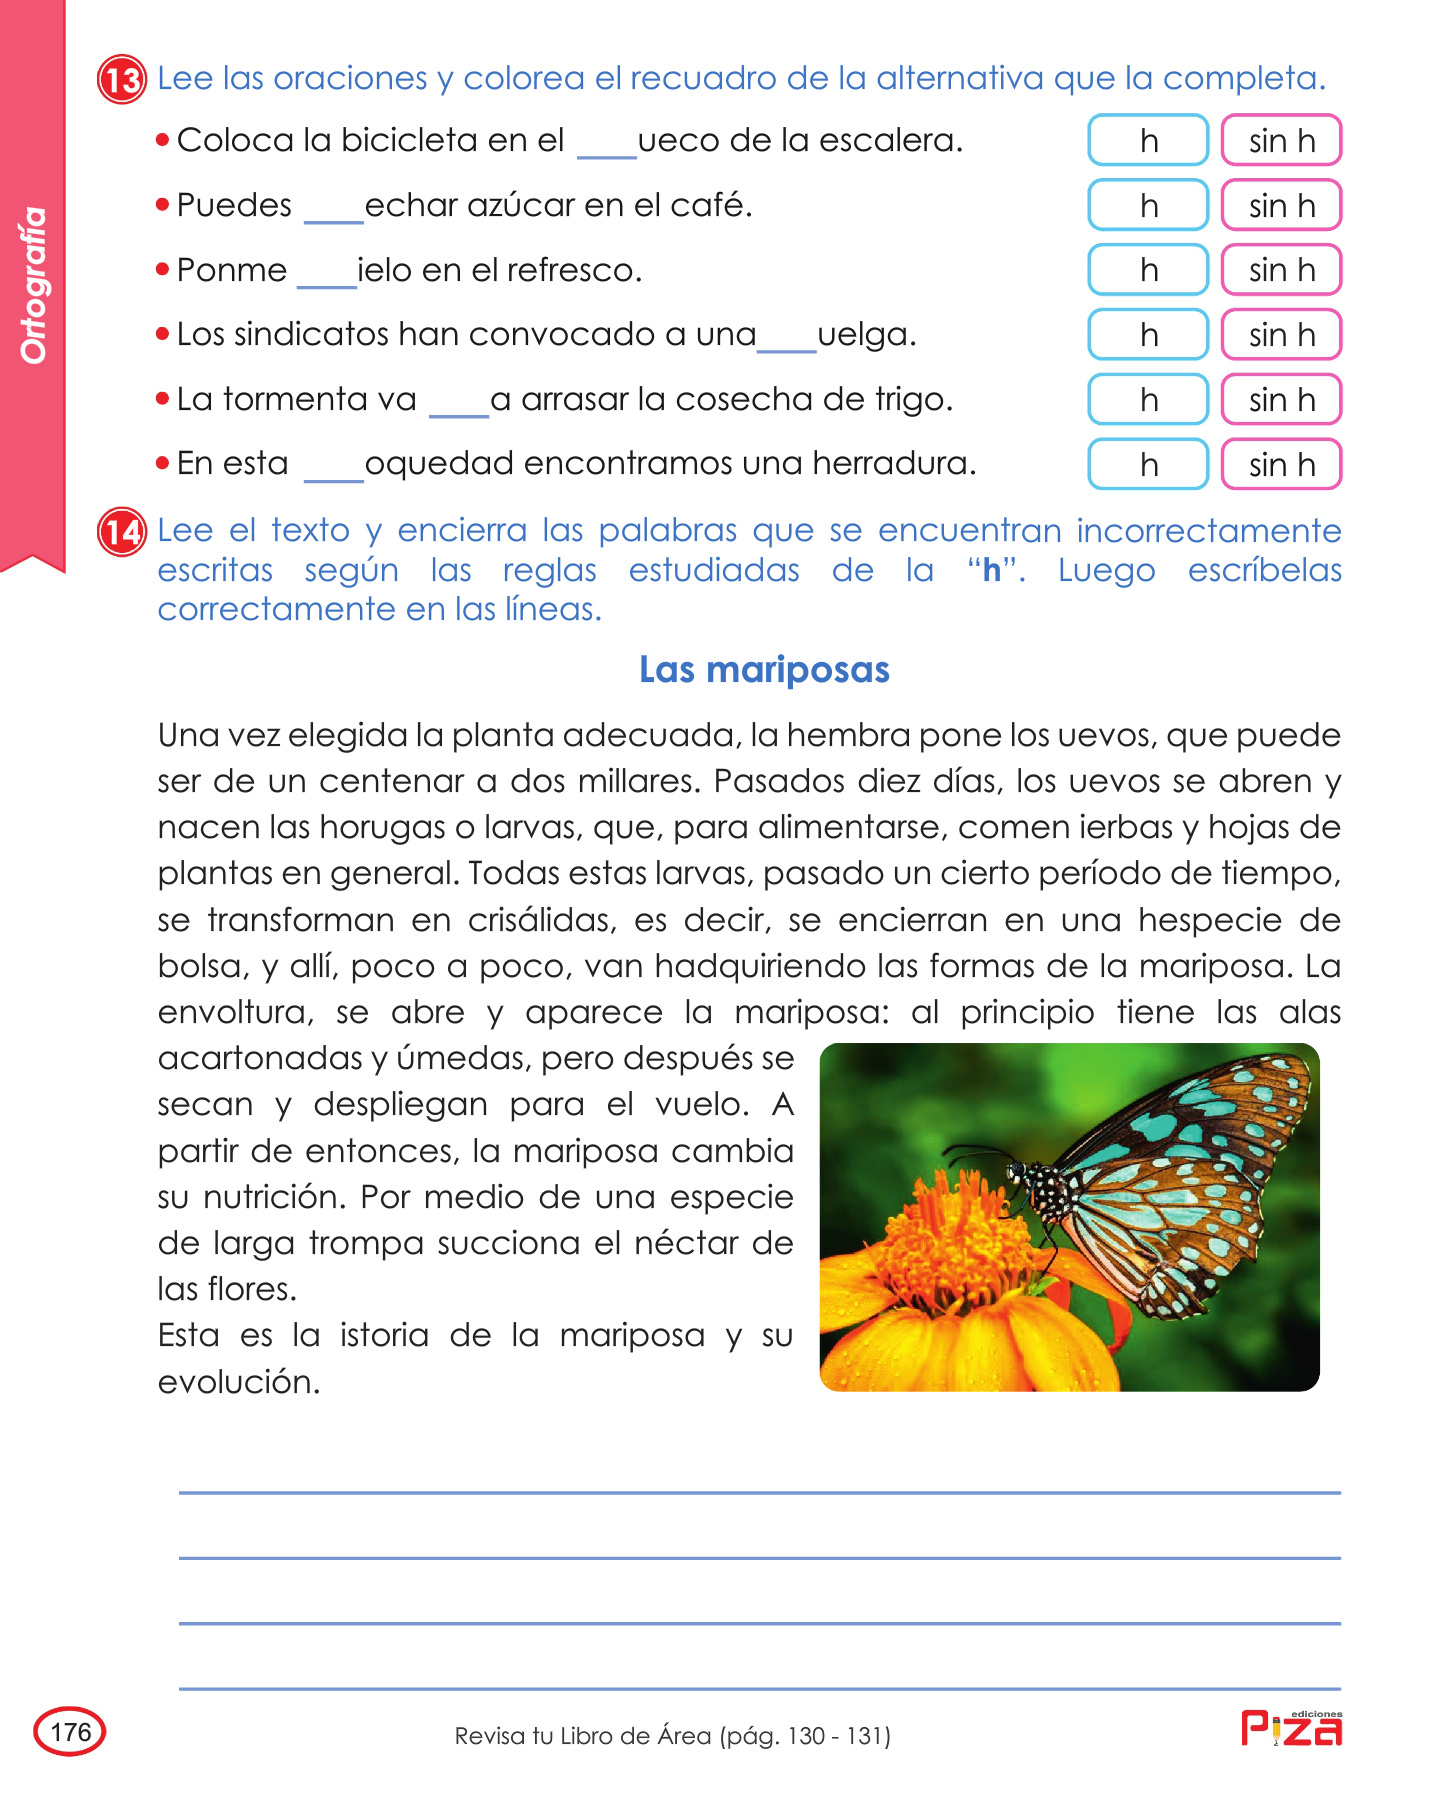 Ortografía
13 Lee las oraciones y colorea el recuadro de la alternativa que la completa.
• Coloca la bicicleta en el ____ueco de la escalera. h sin h
• Puedes ____echar azúcar en el café. h sin h
• Ponme ____ielo en el refresco. h sin h
• Los sindicatos han convocado a una____uelga. h sin h
• La tormenta va ____a arrasar la cosecha de trigo. h sin h
• En esta ____oquedad encontramos una herradura. h sin h
14 Lee el texto y encierra las palabras que se encuentran incorrectamente
escritas según las reglas estudiadas de la “h”. Luego escríbelas
correctamente en las líneas.
Las mariposas
Una vez elegida la planta adecuada, la hembra pone los uevos, que puede
ser de un centenar a dos millares. Pasados diez días, los uevos se abren y
nacen las horugas o larvas, que, para alimentarse, comen ierbas y hojas de
plantas en general. Todas estas larvas, pasado un cierto período de tiempo,
se transforman en crisálidas, es decir, se encierran en una hespecie de
bolsa, y allí, poco a poco, van hadquiriendo las formas de la mariposa. La
envoltura, se abre y aparece la mariposa: al principio tiene las alas
acartonadas y úmedas, pero después se
secan y despliegan para el vuelo. A
partir de entonces, la mariposa cambia
su nutrición. Por medio de una especie
de larga trompa succiona el néctar de
las flores.
Esta es la istoria de la mariposa y su
evolución.
176
Revisa tu Libro de Área (pág. 130 - 131)
ediciones
Piza